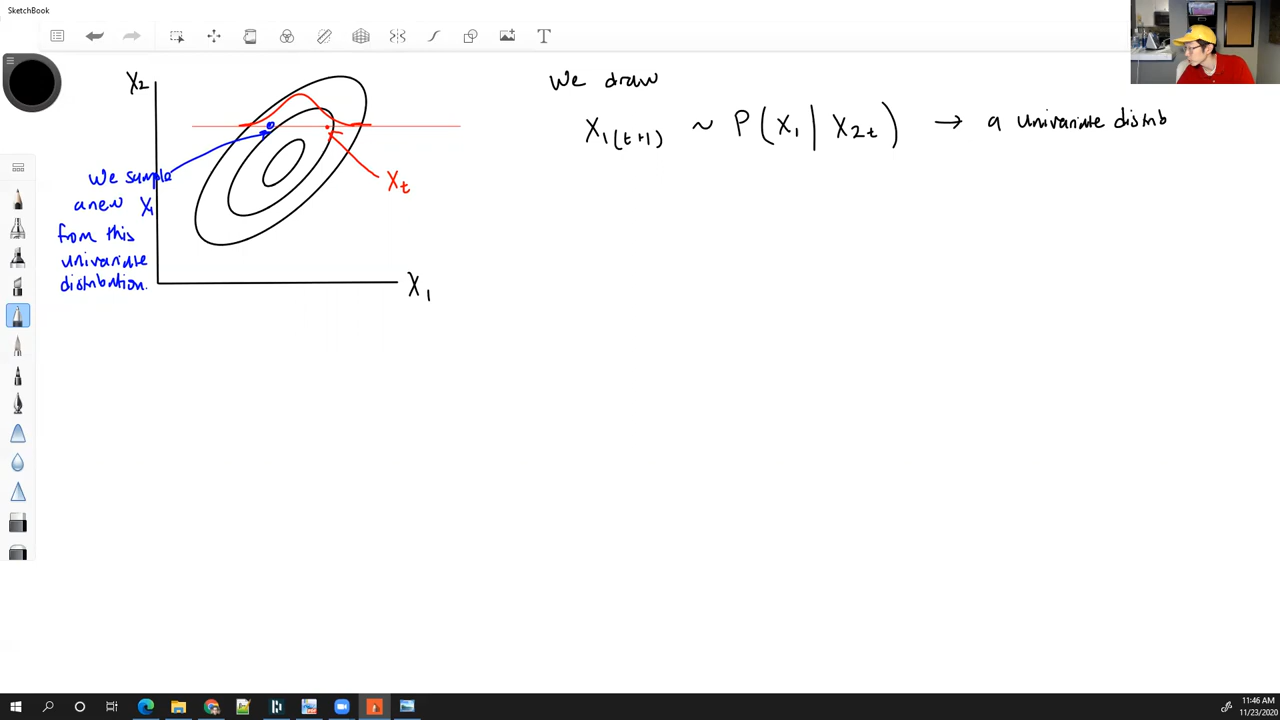 SketchBook
X2
We draw
X1(t+1) ~ P(X1 | X2t) → a univariate distrib
Xt
We sample
a new X1
from this
univariate
distribution.
X1
11:46 AM
11/23/2020